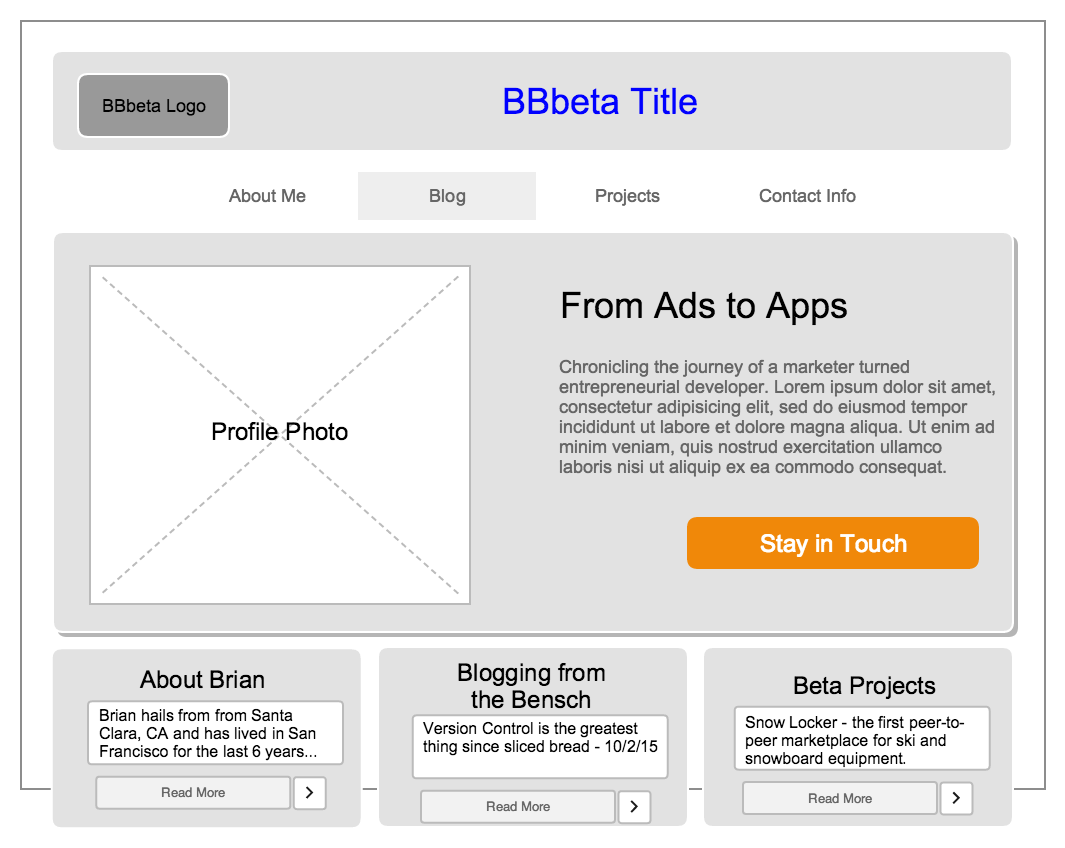 BBbeta Logo
BBbeta Title
About Me
Blog
Projects
Contact Info
Profile Photo
From Ads to Apps
Chronicling the journey of a marketer turned
entrepreneurial developer. Lorem ipsum dolor sit amet,
consectetur adipisicing elit, sed do eiusmod tempor
incididunt ut labore et dolore magna aliqua. Ut enim ad
minim veniam, quis nostrud exercitation ullamco
laboris nisi ut aliquip ex ea commodo consequat.
Stay in Touch
About Brian
Brian hails from from Santa
Clara, CA and has lived in San
Francisco for the last 6 years...
Read More
Blogging from
the Bensch
Version Control is the greatest
thing since sliced bread - 10/2/15
Read More
Beta Projects
Snow Locker - the first peer-to-
peer marketplace for ski and
snowboard equipment.
Read More